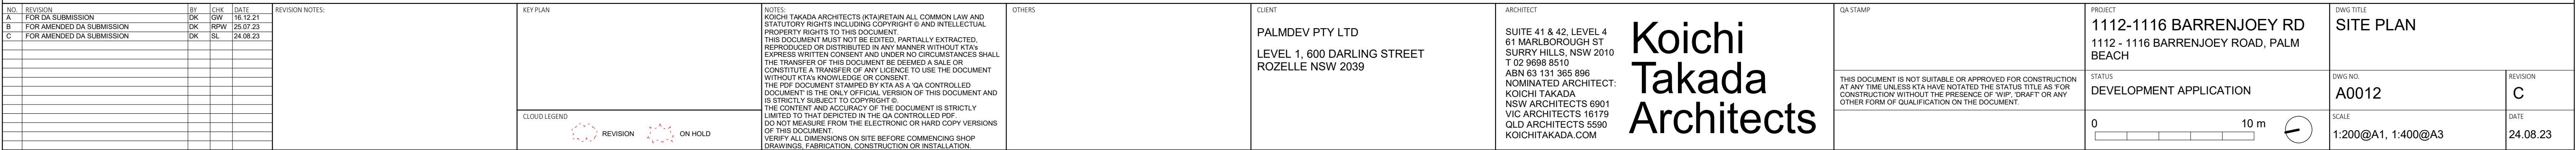 NO. REVISION BY CHK DATE
A FOR DA SUBMISSION DK GW 16.12.21
B FOR AMENDED DA SUBMISSION DK RPW 25.07.23
C FOR AMENDED DA SUBMISSION DK SL 24.08.23
REVISION NOTES:
KEY PLAN
CLOUD LEGEND
REVISION ON HOLD
NOTES:
KOICHI TAKADA ARCHITECTS (KTA)RETAIN ALL COMMON LAW AND
STATUTORY RIGHTS INCLUDING COPYRIGHT © AND INTELLECTUAL
PROPERTY RIGHTS TO THIS DOCUMENT.
THIS DOCUMENT MUST NOT BE EDITED, PARTIALLY EXTRACTED,
REPRODUCED OR DISTRIBUTED IN ANY MANNER WITHOUT KTA's
EXPRESS WRITTEN CONSENT AND UNDER NO CIRCUMSTANCES SHALL
THE TRANSFER OF THIS DOCUMENT BE DEEMED A SALE OR
CONSTITUTE A TRANSFER OF ANY LICENCE TO USE THE DOCUMENT
WITHOUT KTA's KNOWLEDGE OR CONSENT.
THE PDF DOCUMENT STAMPED BY KTA AS A 'QA CONTROLLED
DOCUMENT' IS THE ONLY OFFICIAL VERSION OF THIS DOCUMENT AND
IS STRICTLY SUBJECT TO COPYRIGHT ©.
THE CONTENT AND ACCURACY OF THE DOCUMENT IS STRICTLY
LIMITED TO THAT DEPICTED IN THE QA CONTROLLED PDF.
DO NOT MEASURE FROM THE ELECTRONIC OR HARD COPY VERSIONS
OF THIS DOCUMENT.
VERIFY ALL DIMENSIONS ON SITE BEFORE COMMENCING SHOP
DRAWINGS, FABRICATION, CONSTRUCTION OR INSTALLATION.
OTHERS
CLIENT
PALMDEV PTY LTD
LEVEL 1, 600 DARLING STREET
ROZELLE NSW 2039
ARCHITECT
SUITE 41 & 42, LEVEL 4
61 MARLBOROUGH ST
SURRY HILLS, NSW 2010
T 02 9698 8510
ABN 63 131 365 896
NOMINATED ARCHITECT:
KOICHI TAKADA
NSW ARCHITECTS 6901
VIC ARCHITECTS 16179
QLD ARCHITECTS 5590
KOICHITAKADA.COM
Koichi
Takada
Architects
QA STAMP
THIS DOCUMENT IS NOT SUITABLE OR APPROVED FOR CONSTRUCTION
AT ANY TIME UNLESS KTA HAVE NOTATED THE STATUS TITLE AS 'FOR
CONSTRUCTION' WITHOUT THE PRESENCE OF 'WIP', 'DRAFT' OR ANY
OTHER FORM OF QUALIFICATION ON THE DOCUMENT.
PROJECT
1112-1116 BARRENJOEY RD
1112 - 1116 BARRENJOEY ROAD, PALM
BEACH
STATUS
DEVELOPMENT APPLICATION
0 10 m
DWG TITLE
SITE PLAN
DWG NO.
A0012
REVISION
C
SCALE
1:200@A1, 1:400@A3
DATE
24.08.23